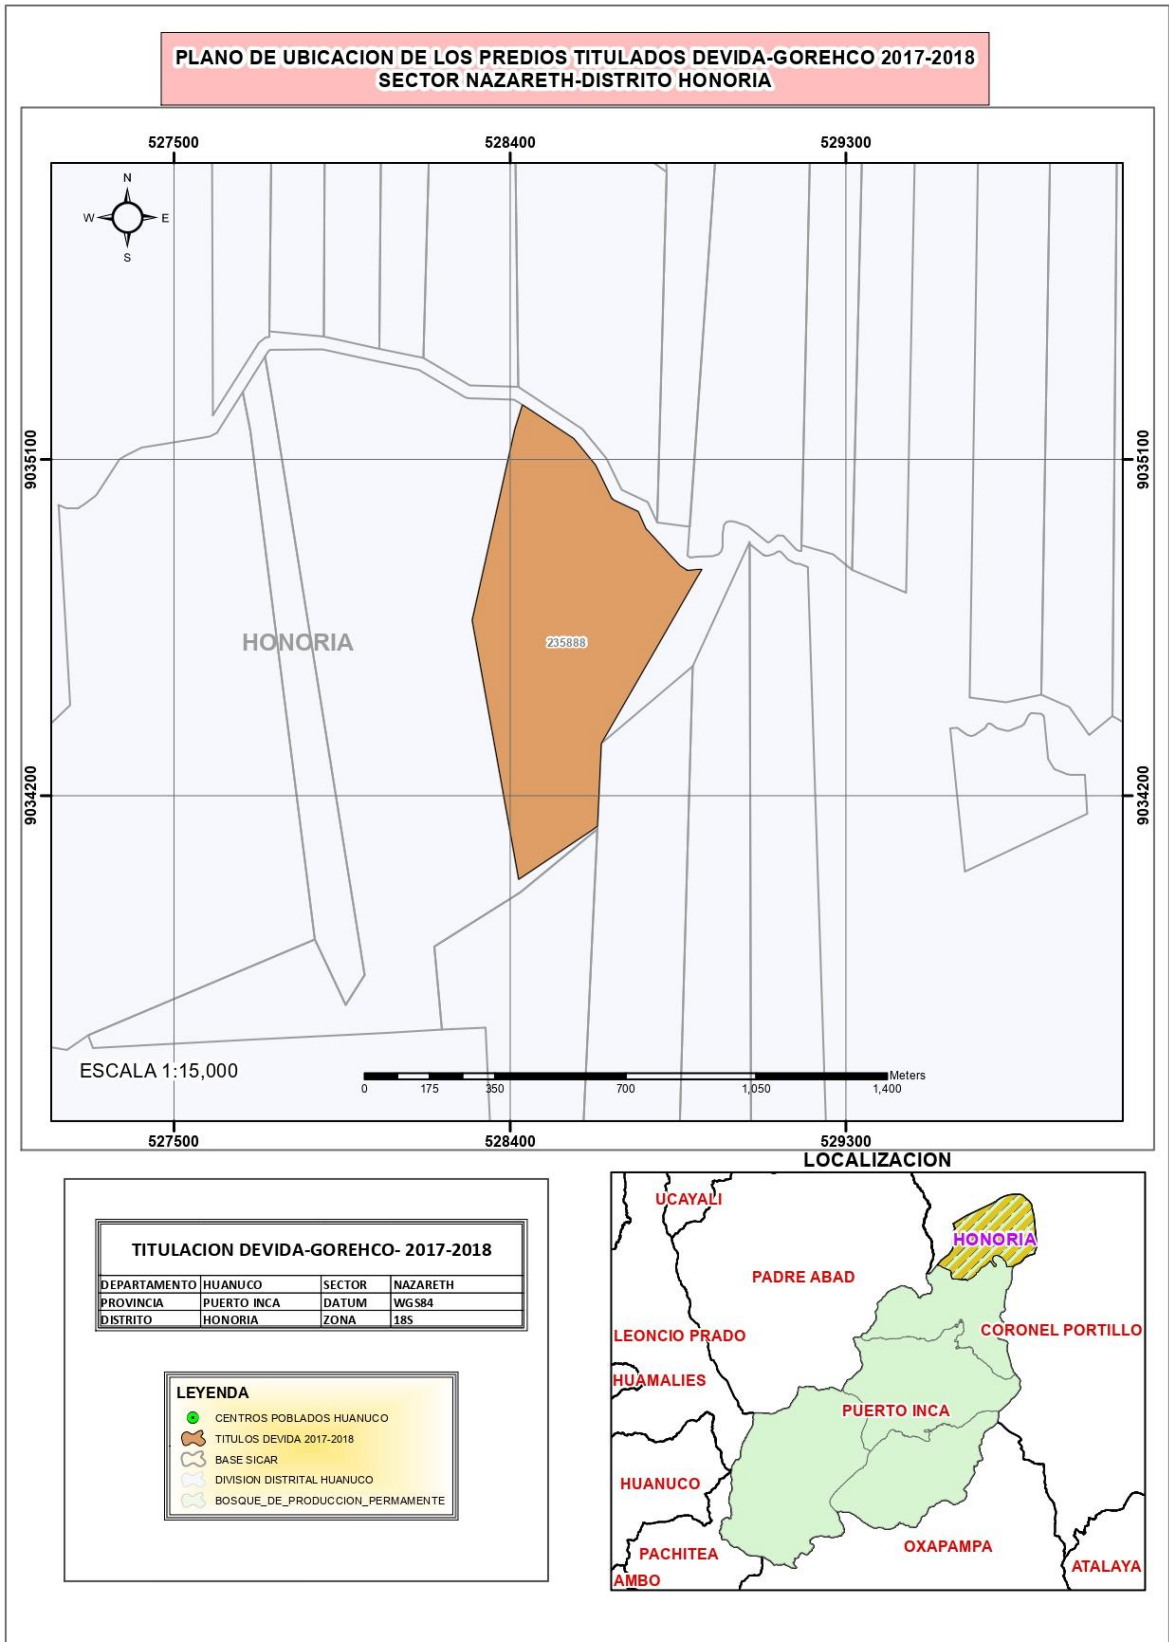 PLANO DE UBICACION DE LOS PREDIOS TITULADOS DEVIDA-GOREHCO 2017-2018
SECTOR NAZARETH-DISTRITO HONORIA
527500 528400 529300
N
W E
S
9035100 9035100
HONORIA
235888
9034200 9034200
ESCALA 1:15,000
Meters
0 175 350 700 1,050 1,400
527500 528400 529300
LOCALIZACION
TITULACION DEVIDA-GOREHCO- 2017-2018
DEPARTAMENTO HUANUCO SECTOR NAZARETH
PROVINCIA PUERTO INCA DATUM WGS84
DISTRITO HONORIA ZONA 18S
LEYENDA
CENTROS POBLADOS HUANUCO
TITULOS DEVIDA 2017-2018
BASE SICAR
DIVISION DISTRITAL HUANUCO
BOSQUE_DE_PRODUCCION_PERMAMENTE
UCAYALI
HONORIA
PADRE ABAD
LEONCIO PRADO
CORONEL PORTILLO
HUAMALIES
PUERTO INCA
HUANUCO
OXAPAMPA
PACHITEA
ATALAYA
AMBO